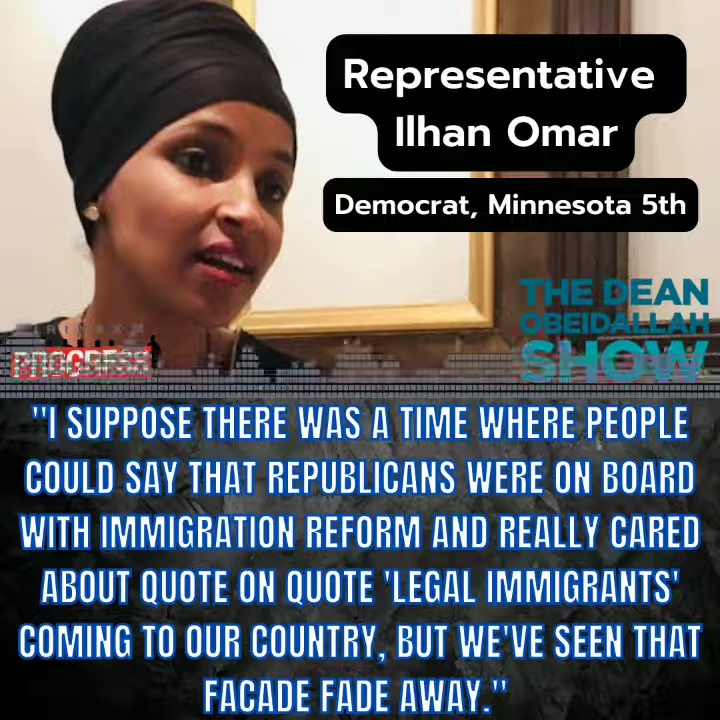 Representative
Ilhan Omar
Democrat, Minnesota 5th
THE DEAN
OBEIDALLAH
SHOW
PROGRESS
"I SUPPOSE THERE WAS A TIME WHERE PEOPLE
COULD SAY THAT REPUBLICANS WERE ON BOARD
WITH IMMIGRATION REFORM AND REALLY CARED
ABOUT QUOTE ON QUOTE 'LEGAL IMMIGRANTS'
COMING TO OUR COUNTRY, BUT WE'VE SEEN THAT
FACADE FADE AWAY."